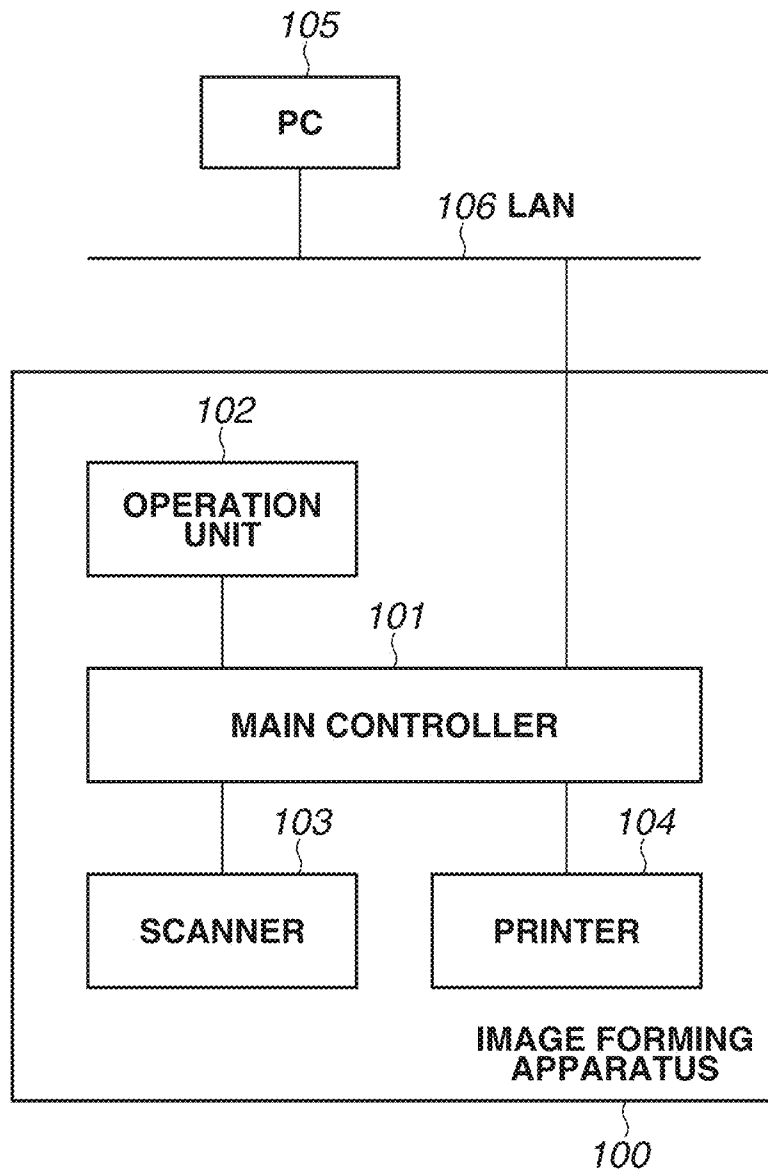 105
PC
106 LAN
102
OPERATION
UNIT
101
MAIN CONTROLLER
103
104
SCANNER
PRINTER
IMAGE FORMING
APPARATUS
100